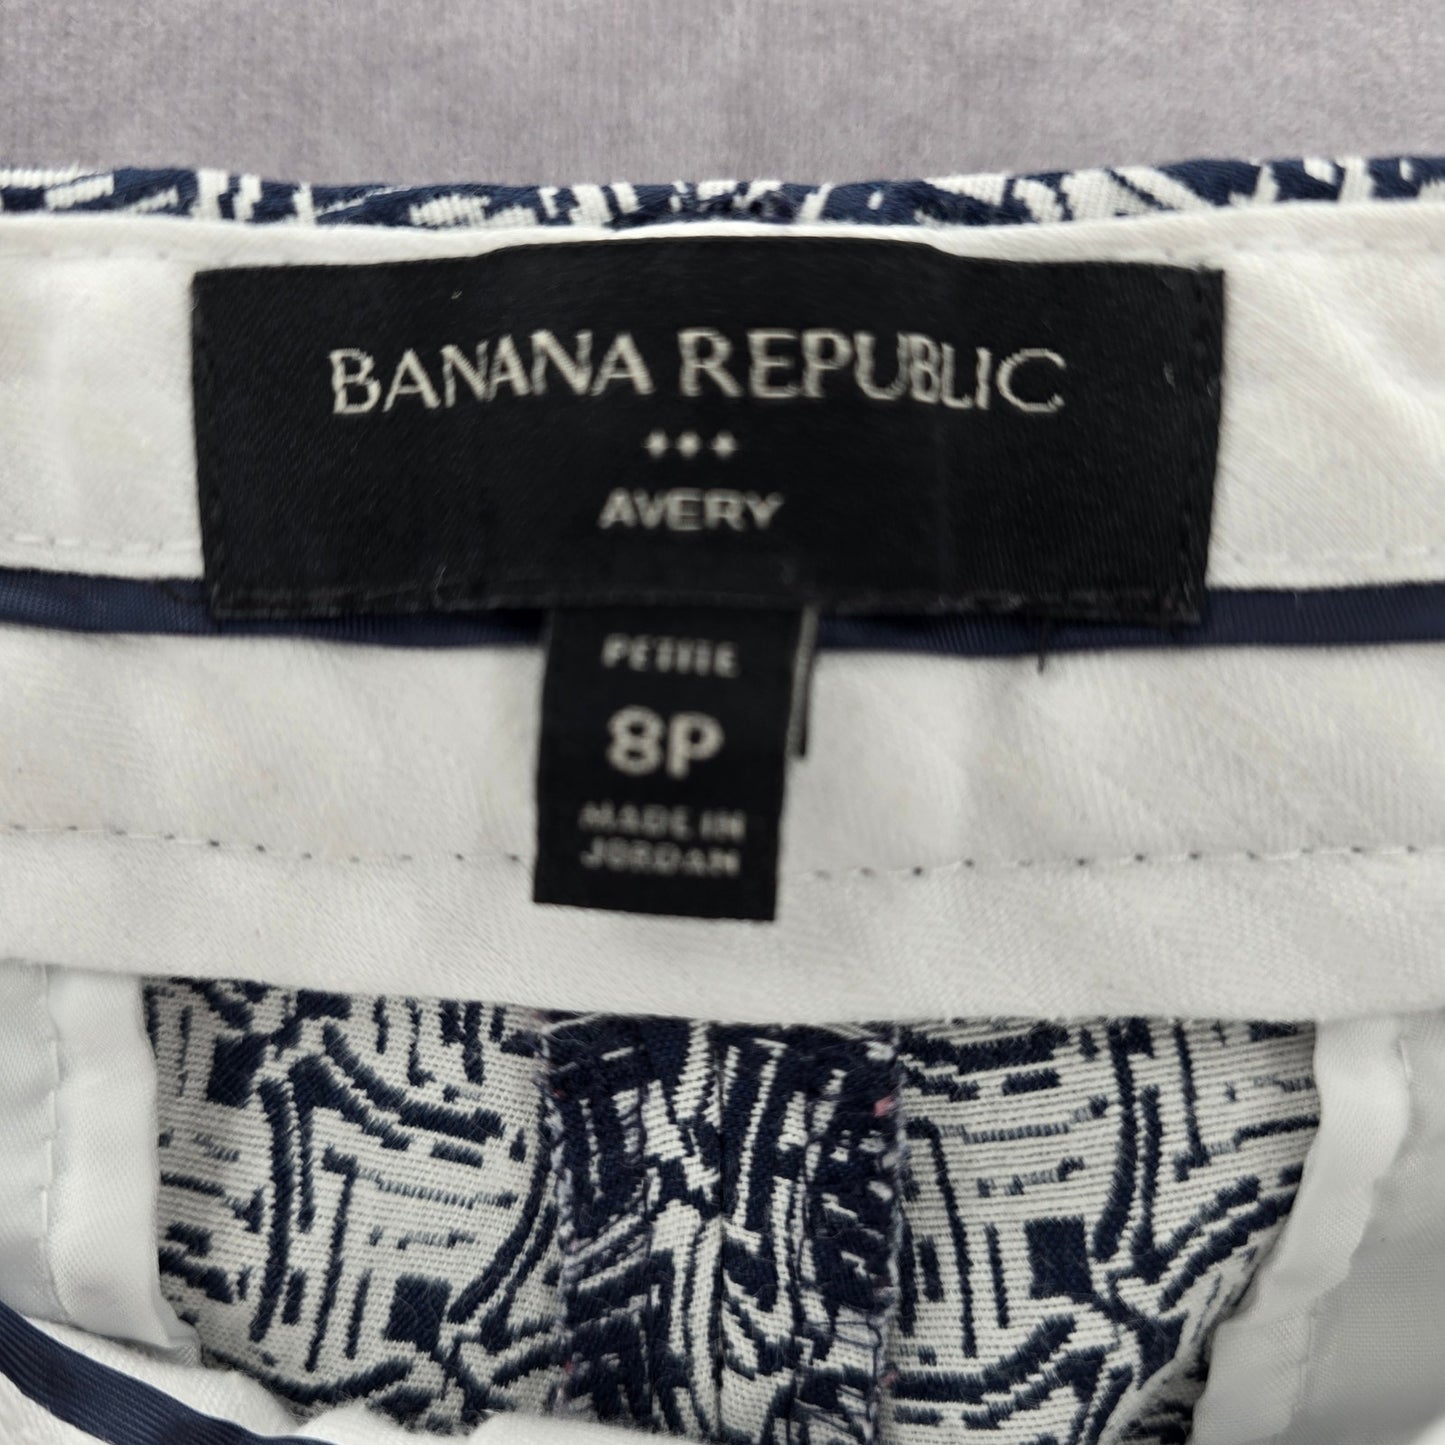 BANANA REPUBLIC
AVERY
PETITE
8P
MADE IN
JORDAN